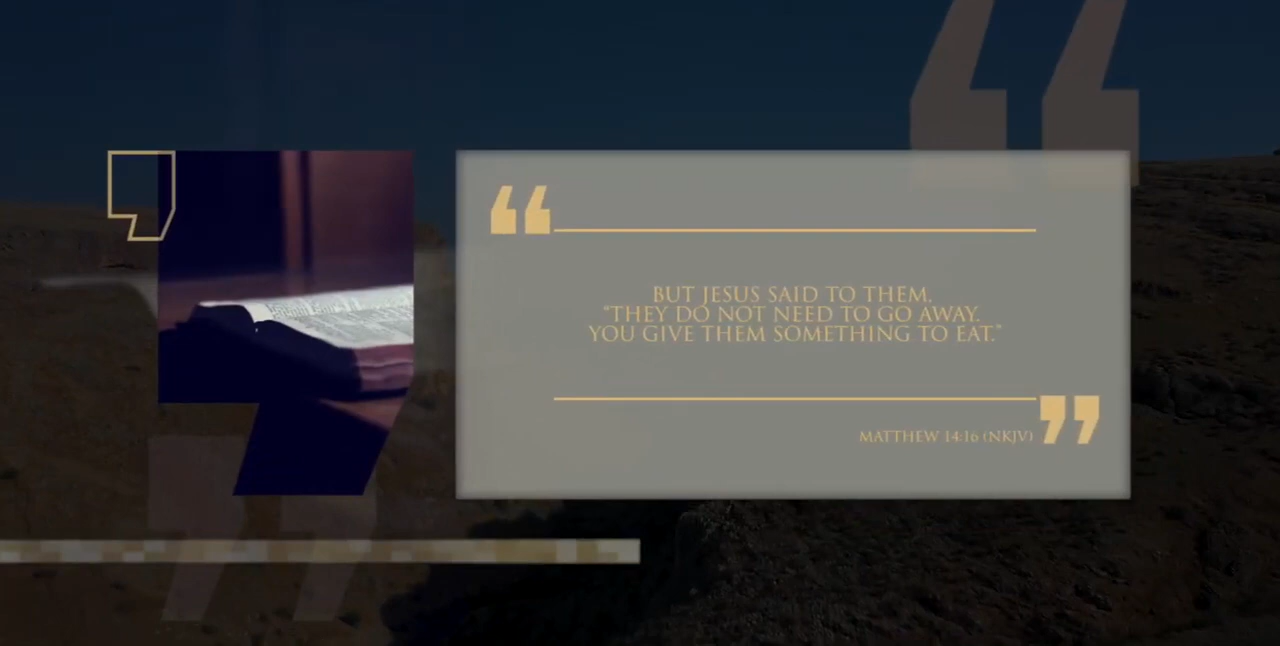 BUT JESUS SAID TO THEM,
"THEY DO NOT NEED TO GO AWAY.
YOU GIVE THEM SOMETHING TO EAT."
MATTHEW 14:16 (NKJV)